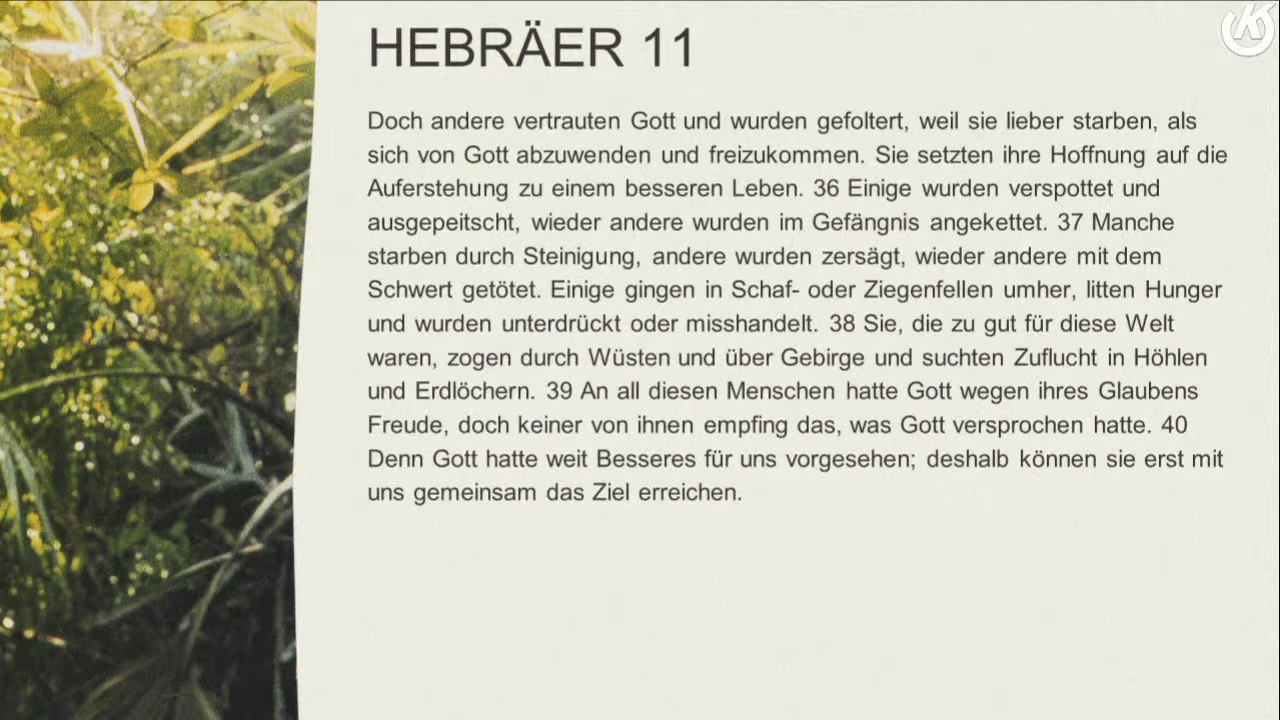 HEBRÄER 11
Doch andere vertrauten Gott und wurden gefoltert, weil sie lieber starben, als
sich von Gott abzuwenden und freizukommen. Sie setzten ihre Hoffnung auf die
Auferstehung zu einem besseren Leben. 36 Einige wurden verspottet und
ausgepeitscht, wieder andere wurden im Gefängnis angekettet. 37 Manche
starben durch Steinigung, andere wurden zersägt, wieder andere mit dem
Schwert getötet. Einige gingen in Schaf- oder Ziegenfellen umher, litten Hunger
und wurden unterdrückt oder misshandelt. 38 Sie, die zu gut für diese Welt
waren, zogen durch Wüsten und über Gebirge und suchten Zuflucht in Höhlen
und Erdlöchern. 39 An all diesen Menschen hatte Gott wegen ihres Glaubens
Freude, doch keiner von ihnen empfing das, was Gott versprochen hatte. 40
Denn Gott hatte weit Besseres für uns vorgesehen; deshalb können sie erst mit
uns gemeinsam das Ziel erreichen.